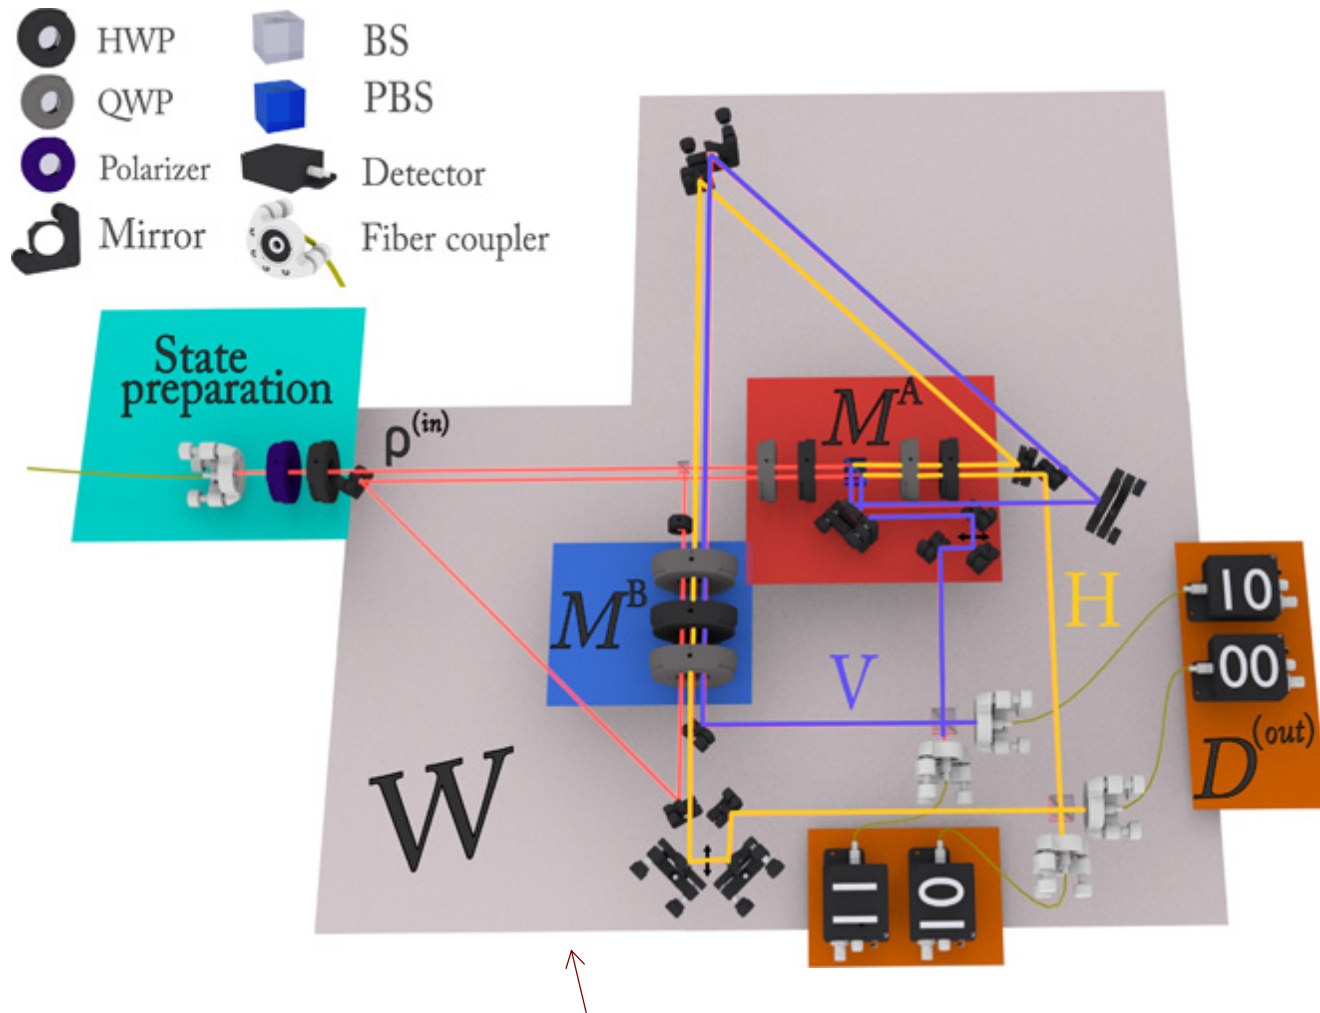 HWP
BS
QWP
PBS
Polarizer
Detector
Mirror
Fiber coupler
State
preparation
ρ(in)
MA
MB
H
V
W
10
00
D(out)
11
01